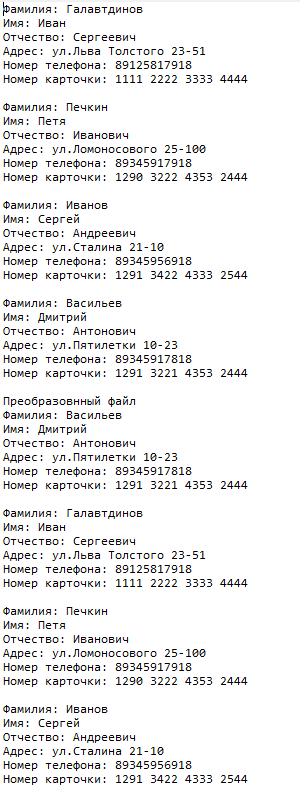 Фамилия: Галавтдинов
Имя: Иван
Отчество: Сергеевич
Адрес: ул.Льва Толстого 23-51
Номер телефона: 89125817918
Номер карточки: 1111 2222 3333 4444

Фамилия: Печкин
Имя: Петя
Отчество: Иванович
Адрес: ул.Ломоносового 25-100
Номер телефона: 89345917918
Номер карточки: 1290 3222 4353 2444

Фамилия: Иванов
Имя: Сергей
Отчество: Андреевич
Адрес: ул.Сталина 21-10
Номер телефона: 89345956918
Номер карточки: 1291 3422 4333 2544

Фамилия: Васильев
Имя: Дмитрий
Отчество: Антонович
Адрес: ул.Пятилетки 10-23
Номер телефона: 89345917818
Номер карточки: 1291 3221 4353 2444

Преобразовнный файл
Фамилия: Васильев
Имя: Дмитрий
Отчество: Антонович
Адрес: ул.Пятилетки 10-23
Номер телефона: 89345917818
Номер карточки: 1291 3221 4353 2444

Фамилия: Галавтдинов
Имя: Иван
Отчество: Сергеевич
Адрес: ул.Льва Толстого 23-51
Номер телефона: 89125817918
Номер карточки: 1111 2222 3333 4444

Фамилия: Печкин
Имя: Петя
Отчество: Иванович
Адрес: ул.Ломоносового 25-100
Номер телефона: 89345917918
Номер карточки: 1290 3222 4353 2444

Фамилия: Иванов
Имя: Сергей
Отчество: Андреевич
Адрес: ул.Сталина 21-10
Номер телефона: 89345956918
Номер карточки: 1291 3422 4333 2544